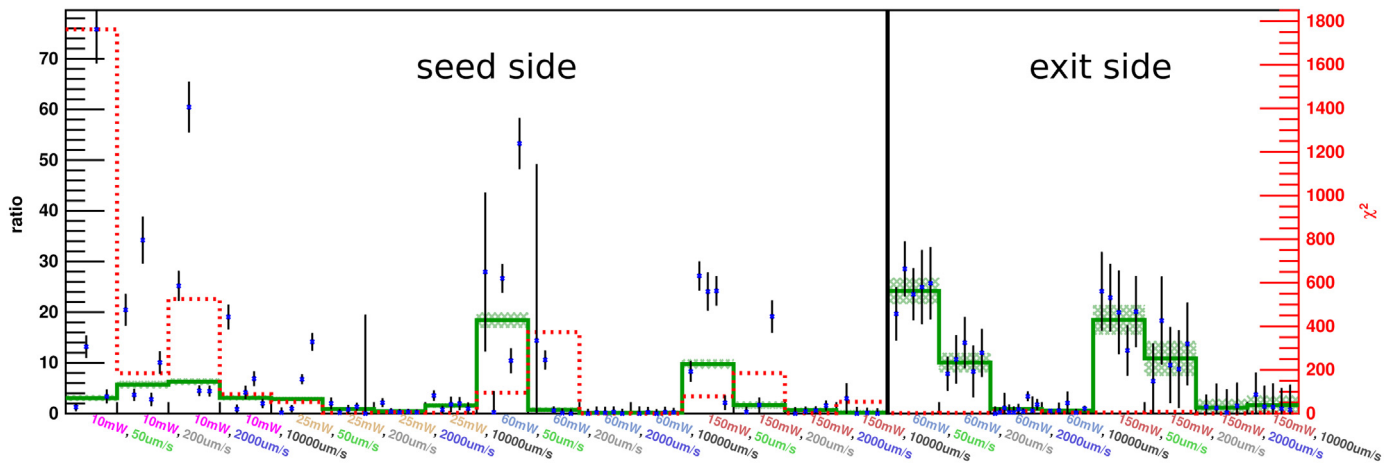 seed side
exit side
ratio
70
60
50
40
30
20
10
0
χ²
1800
1600
1400
1200
1000
800
600
400
200
0
10mW, 50um/s
10mW, 200um/s
10mW, 2000um/s
10mW, 10000um/s
25mW, 50um/s
25mW, 200um/s
25mW, 2000um/s
25mW, 10000um/s
60mW, 50um/s
60mW, 200um/s
60mW, 2000um/s
60mW, 10000um/s
150mW, 50um/s
150mW, 200um/s
150mW, 2000um/s
150mW, 10000um/s
60mW, 50um/s
60mW, 200um/s
60mW, 2000um/s
60mW, 10000um/s
150mW, 50um/s
150mW, 200um/s
150mW, 2000um/s
150mW, 10000um/s